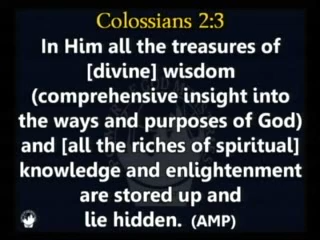 Colossians 2:3
In Him all the treasures of
[divine] wisdom
(comprehensive insight into
the ways and purposes of God)
and [all the riches of spiritual]
knowledge and enlightenment
are stored up and
lie hidden. (AMP)